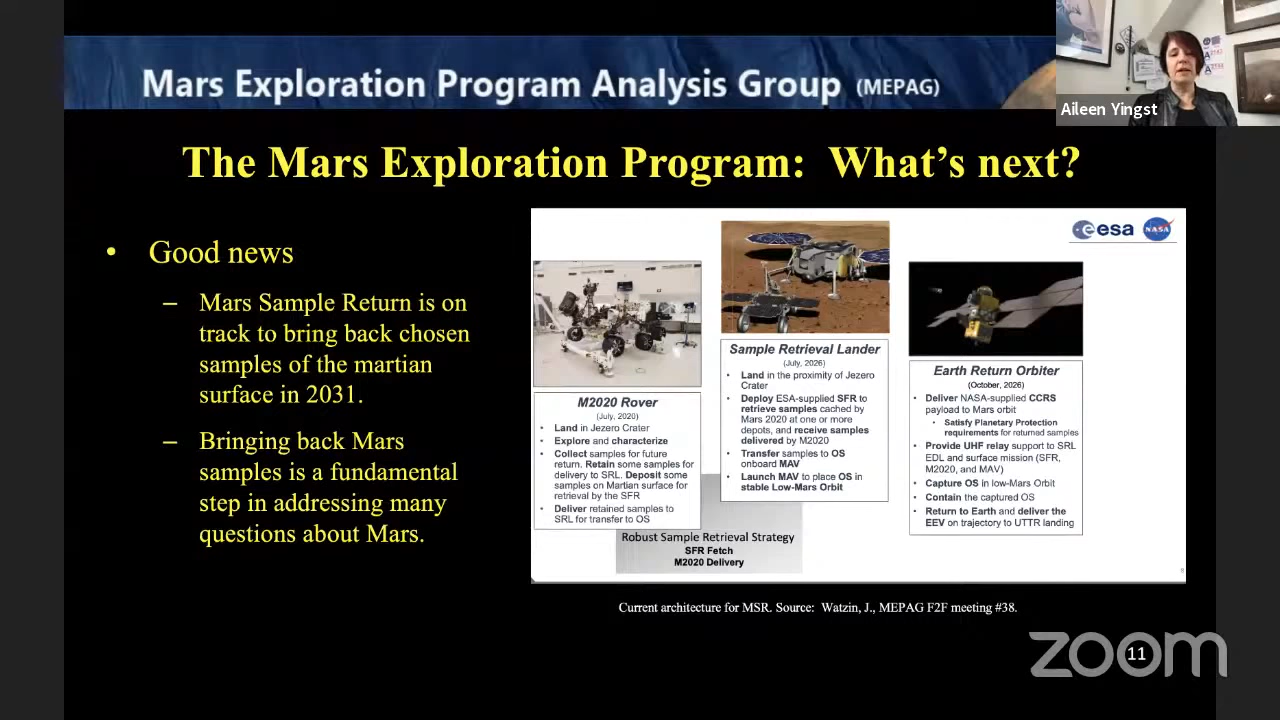 Mars Exploration Program Analysis Group (MEPAG)
Aileen Yingst
The Mars Exploration Program: What's next?
• Good news
– Mars Sample Return is on
track to bring back chosen
samples of the martian
surface in 2031.
– Bringing back Mars
samples is a fundamental
step in addressing many
questions about Mars.
esa NASA
M2020 Rover
(July, 2020)
• Land in Jezero Crater
• Explore and characterize
• Collect samples for future
return. Retain some samples for
delivery to SRL. Deposit some
samples on Martian surface for
retrieval by the SFR
• Deliver retained samples to
SRL for transfer to OS
Sample Retrieval Lander
(July, 2026)
• Land in the proximity of Jezero
Crater
• Deploy ESA-supplied SFR to
retrieve samples cached by
Mars 2020 at one or more
depots, and receive samples
delivered by M2020
• Transfer samples to OS
onboard MAV
• Launch MAV to place OS in
stable Low-Mars Orbit
Earth Return Orbiter
(October, 2026)
• Deliver NASA-supplied CCRS
payload to Mars orbit
• Satisfy Planetary Protection
requirements for returned samples
• Provide UHF relay support to SRL
EDL and surface mission (SFR,
M2020, and MAV)
• Capture OS in low-Mars Orbit
• Contain the captured OS
• Return to Earth and deliver the
EEV on trajectory to UTTR landing
Robust Sample Retrieval Strategy
SFR Fetch
M2020 Delivery
Current architecture for MSR. Source: Watzin, J., MEPAG F2F meeting #38.
zoom
11